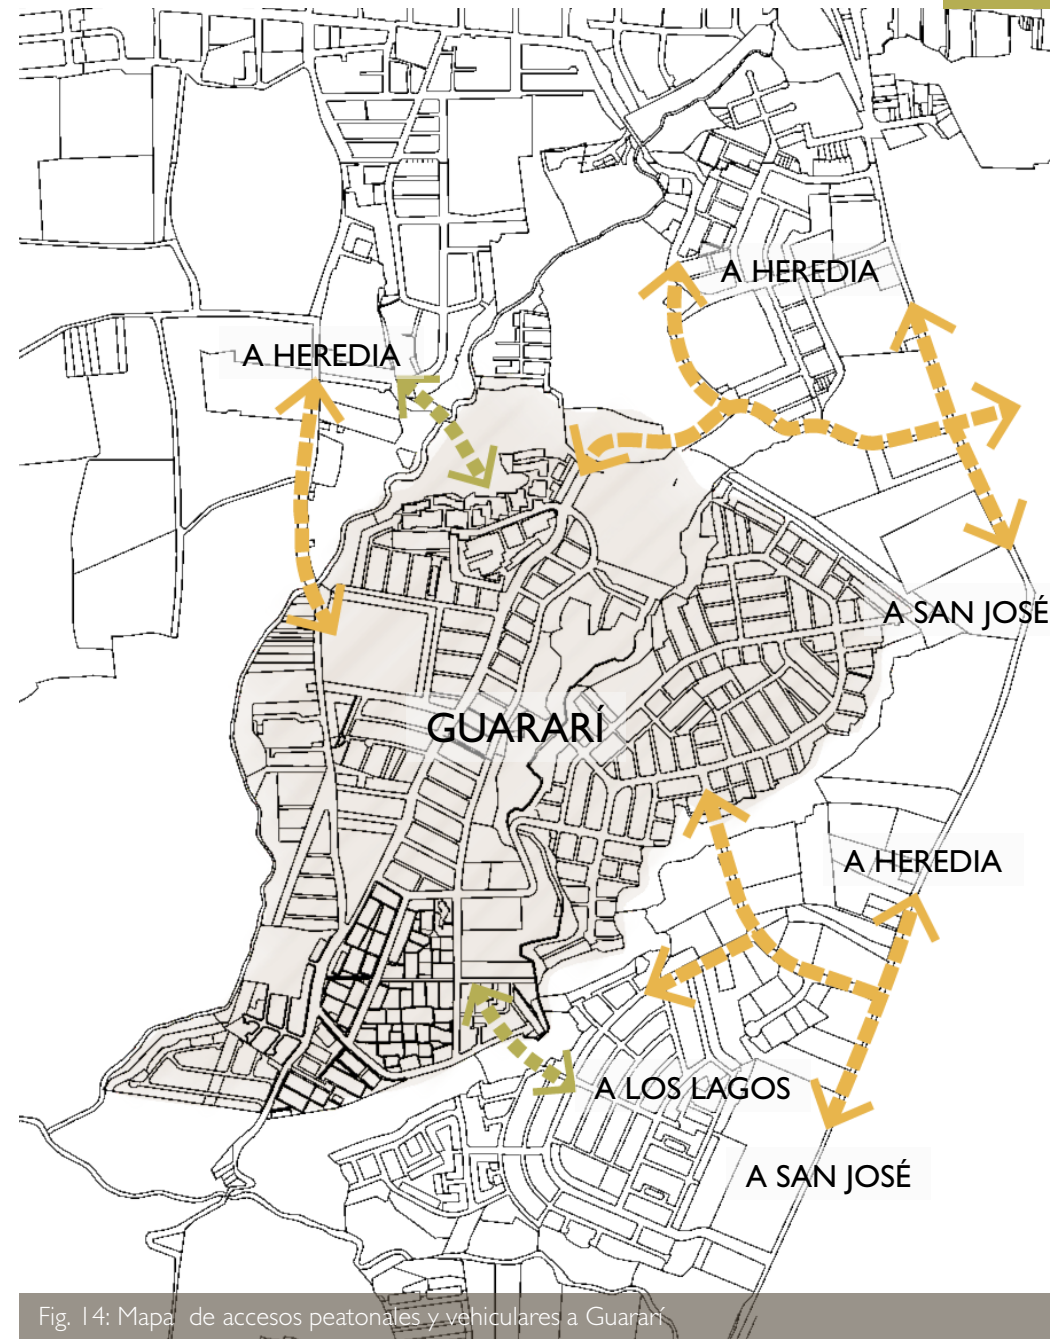 A HEREDIA
A HEREDIA
A SAN JOSÉ
GUARARÍ
A HEREDIA
A LOS LAGOS
A SAN JOSÉ
Fig. 14: Mapa  de accesos peatonales y vehiculares a Guararí